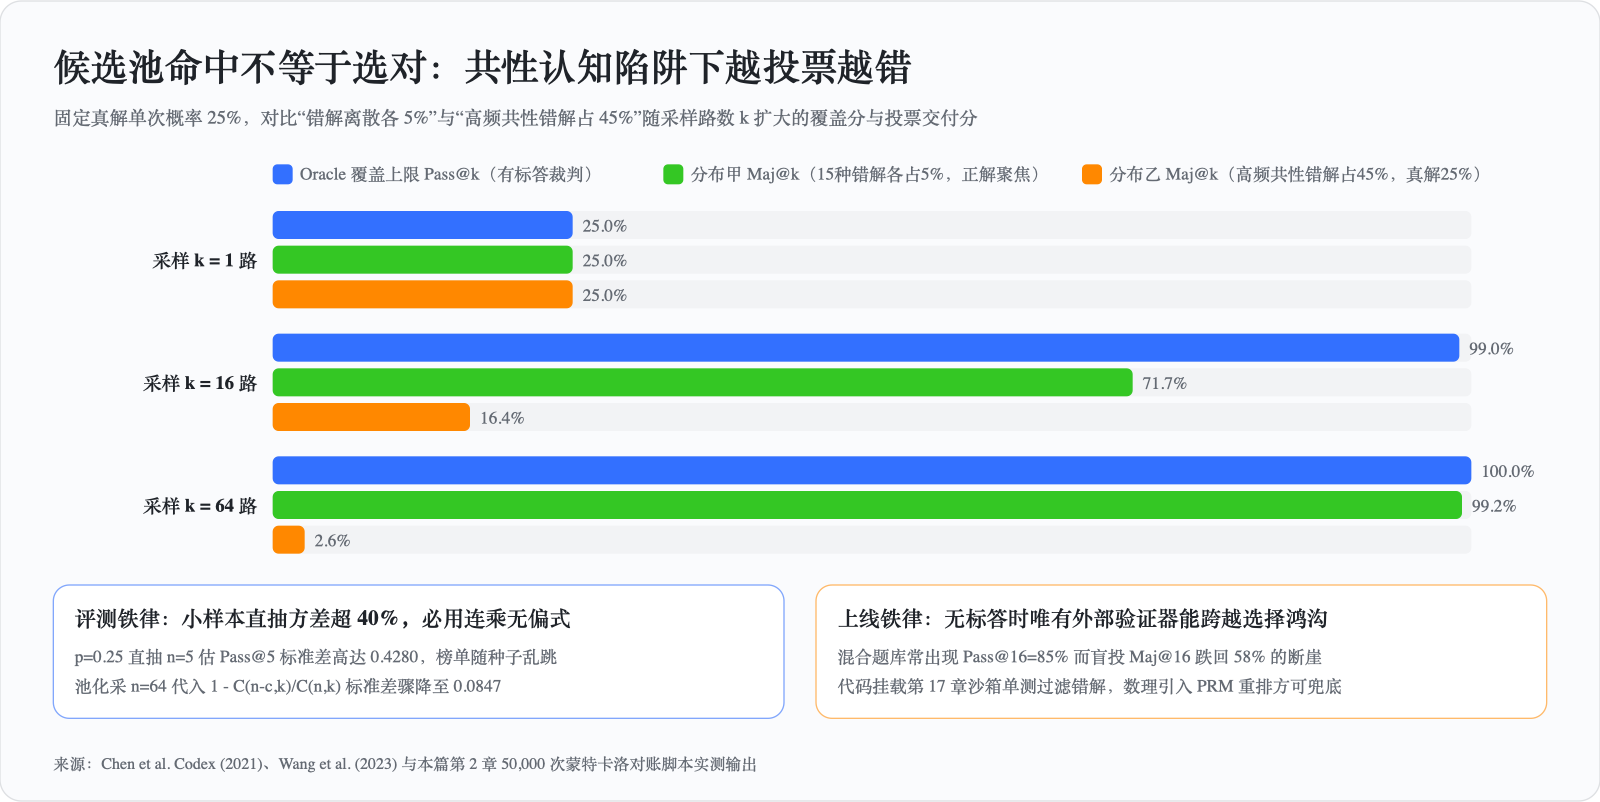 候选池命中不等于选对：共性认知陷阱下越投票越错
固定真解单次概率 25%，对比“错解离散各 5%”与“高频共性错解占 45%”随采样路数 k 扩大的覆盖分与投票交付分
Oracle 覆盖上限 Pass@k（有标答裁判）
分布甲 Maj@k（15种错解各占5%，正解聚焦）
分布乙 Maj@k（高频共性错解占45%，真解25%）
采样 k = 1 路
25.0%
25.0%
25.0%
采样 k = 16 路
99.0%
71.7%
16.4%
采样 k = 64 路
100.0%
99.2%
2.6%
评测铁律：小样本直抽方差超 40%，必用连乘无偏式
p=0.25 直抽 n=5 估 Pass@5 标准差高达 0.4280，榜单随种子乱跳
池化采 n=64 代入 1 - C(n-c,k)/C(n,k) 标准差骤降至 0.0847
上线铁律：无标答时唯有外部验证器能跨越选择鸿沟
混合题库常出现 Pass@16=85% 而盲投 Maj@16 跌回 58% 的断崖
代码挂载第 17 章沙箱单测过滤错解，数理引入 PRM 重排方可兜底
来源：Chen et al. Codex (2021)、Wang et al. (2023) 与本篇第 2 章 50,000 次蒙特卡洛对账脚本实测输出